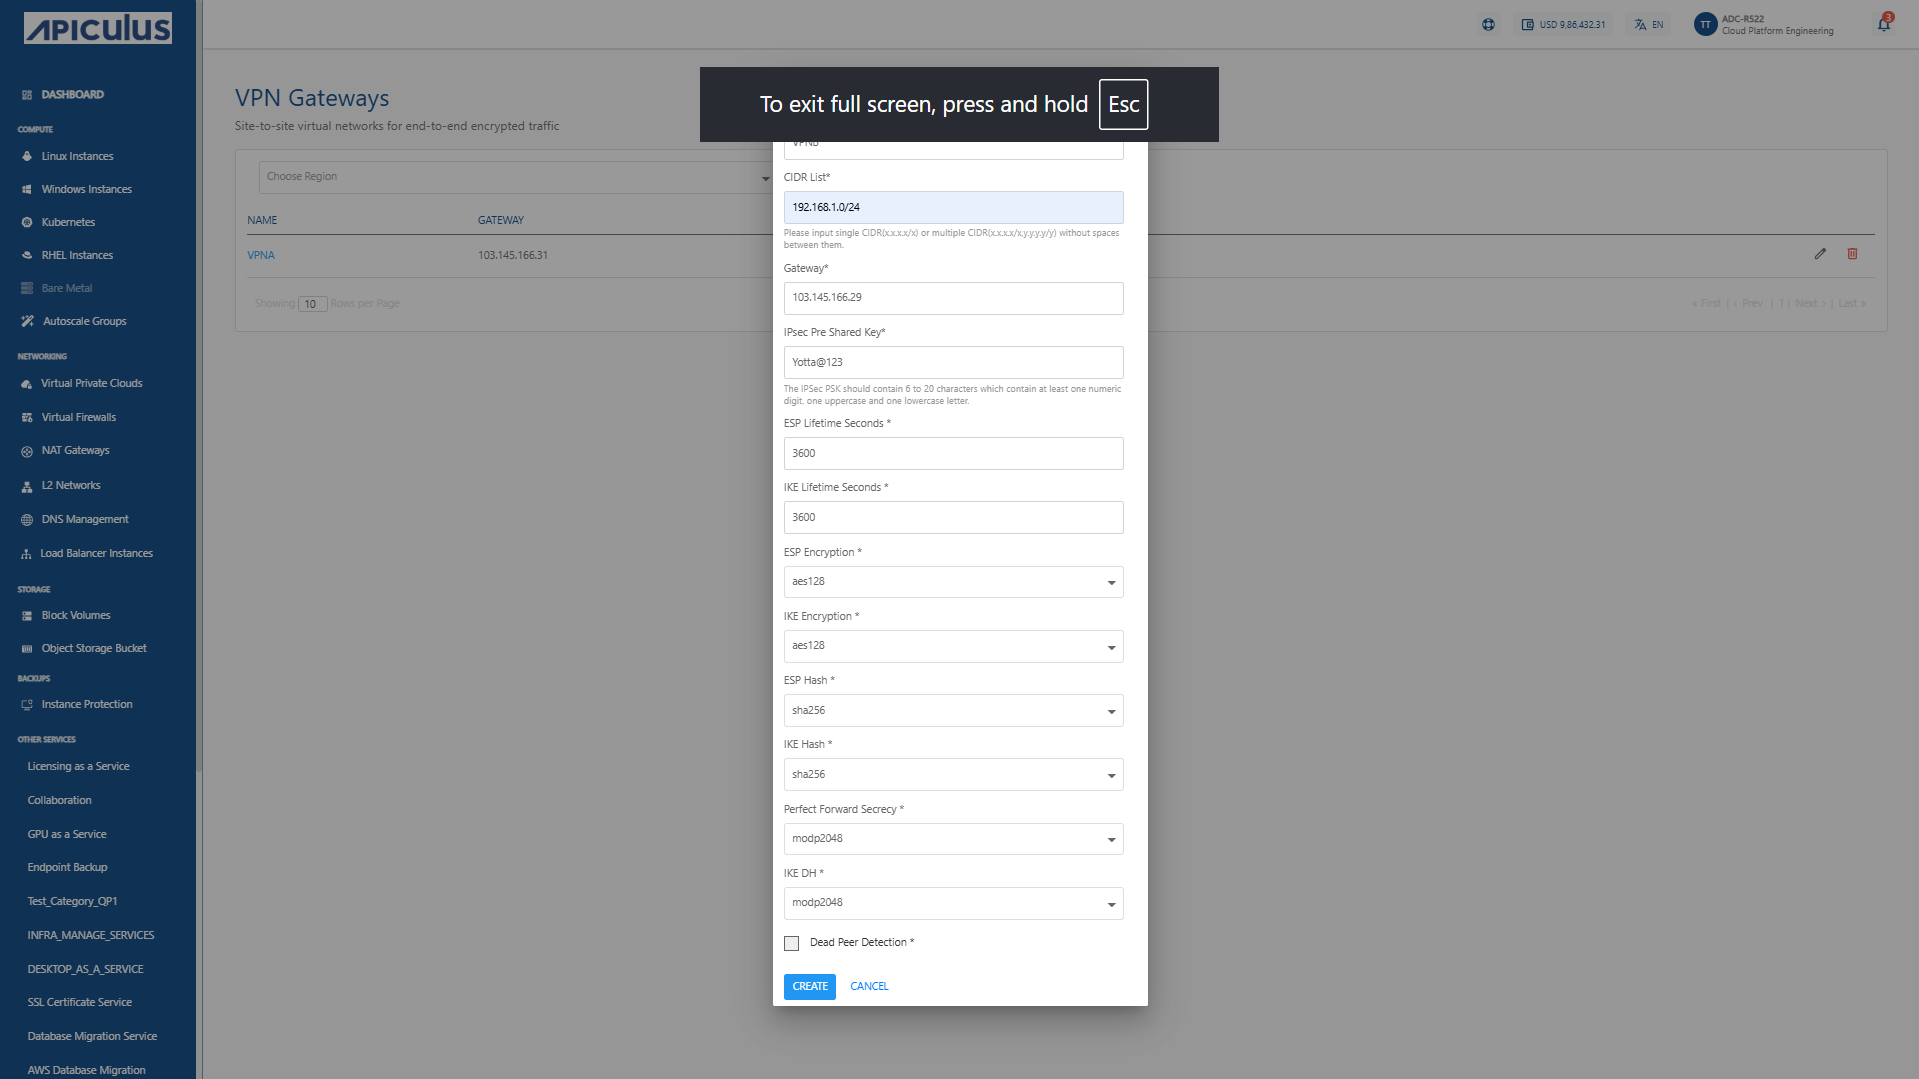 APICULUS
USD 9,86,432.31
EN
TT
ADC-R522
Cloud Platform Engineering
3
DASHBOARD
COMPUTE
Linux Instances
Windows Instances
Kubernetes
RHEL Instances
Bare Metal
Autoscale Groups
NETWORKING
Virtual Private Clouds
Virtual Firewalls
NAT Gateways
L2 Networks
DNS Management
Load Balancer Instances
STORAGE
Block Volumes
Object Storage Bucket
BACKUPS
Instance Protection
OTHER SERVICES
Licensing as a Service
Collaboration
GPU as a Service
Endpoint Backup
Test_Category_QP1
INFRA_MANAGE_SERVICES
DESKTOP_AS_A_SERVICE
SSL Certificate Service
Database Migration Service
AWS Database Migration
VPN Gateways
Site-to-site virtual networks for end-to-end encrypted traffic
Choose Region
NAME GATEWAY
VPNA 103.145.166.31
Showing 10 Rows per Page
« First | ‹ Prev | 1 | Next › | Last »
To exit full screen, press and hold Esc
VPNB
CIDR List*
192.168.1.0/24
Please input single CIDR(x.x.x.x/x) or multiple CIDR(x.x.x.x/x,y.y.y.y/y) without spaces
between them.
Gateway*
103.145.166.29
IPsec Pre Shared Key*
Yotta@123
The IPSec PSK should contain 6 to 20 characters which contain at least one numeric
digit, one uppercase and one lowercase letter.
ESP Lifetime Seconds *
3600
IKE Lifetime Seconds *
3600
ESP Encryption *
aes128
IKE Encryption *
aes128
ESP Hash *
sha256
IKE Hash *
sha256
Perfect Forward Secrecy *
modp2048
IKE DH *
modp2048
Dead Peer Detection *
CREATE CANCEL